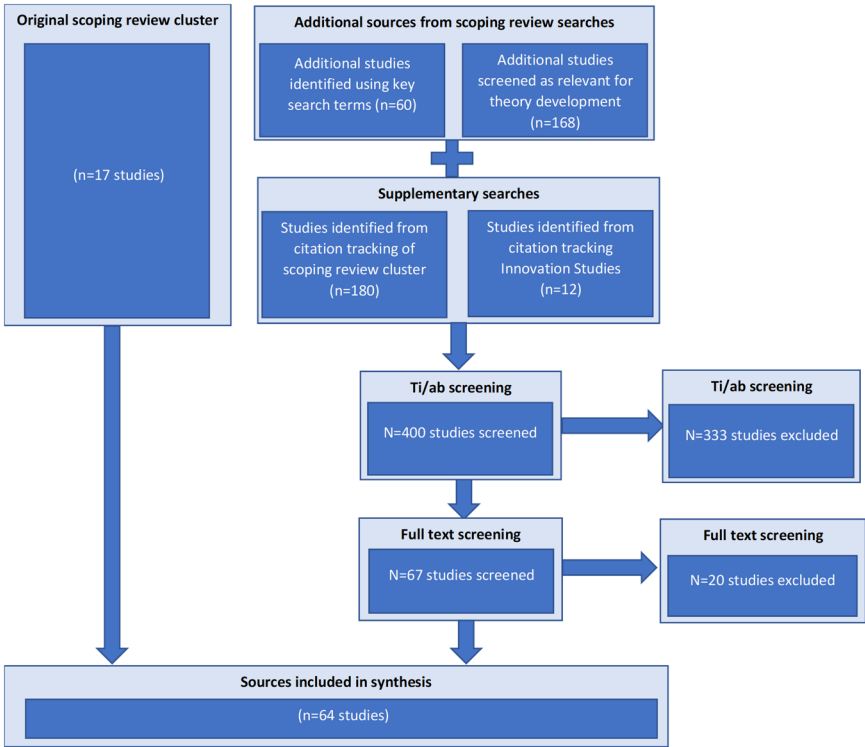 Original scoping review cluster
(n=17 studies)
Additional sources from scoping review searches
Additional studies
identified using key
search terms (n=60)
Additional studies
screened as relevant for
theory development
(n=168)
Supplementary searches
Studies identified from
citation tracking of
scoping review cluster
(n=180)
Studies identified from
citation tracking
Innovation Studies
(n=12)
Ti/ab screening
N=400 studies screened
Ti/ab screening
N=333 studies excluded
Full text screening
N=67 studies screened
Full text screening
N=20 studies excluded
Sources included in synthesis
(n=64 studies)